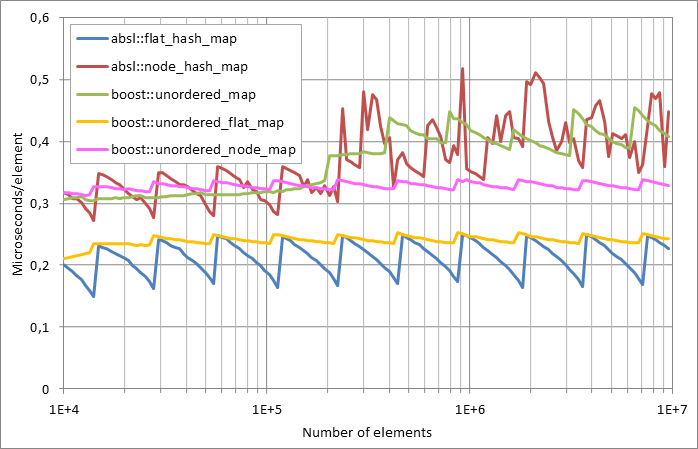 0,6
0,5
0,4
0,3
0,2
0,1
0
Microseconds/element
absl::flat_hash_map
absl::node_hash_map
boost::unordered_map
boost::unordered_flat_map
boost::unordered_node_map
1E+4 1E+5 1E+6 1E+7
Number of elements